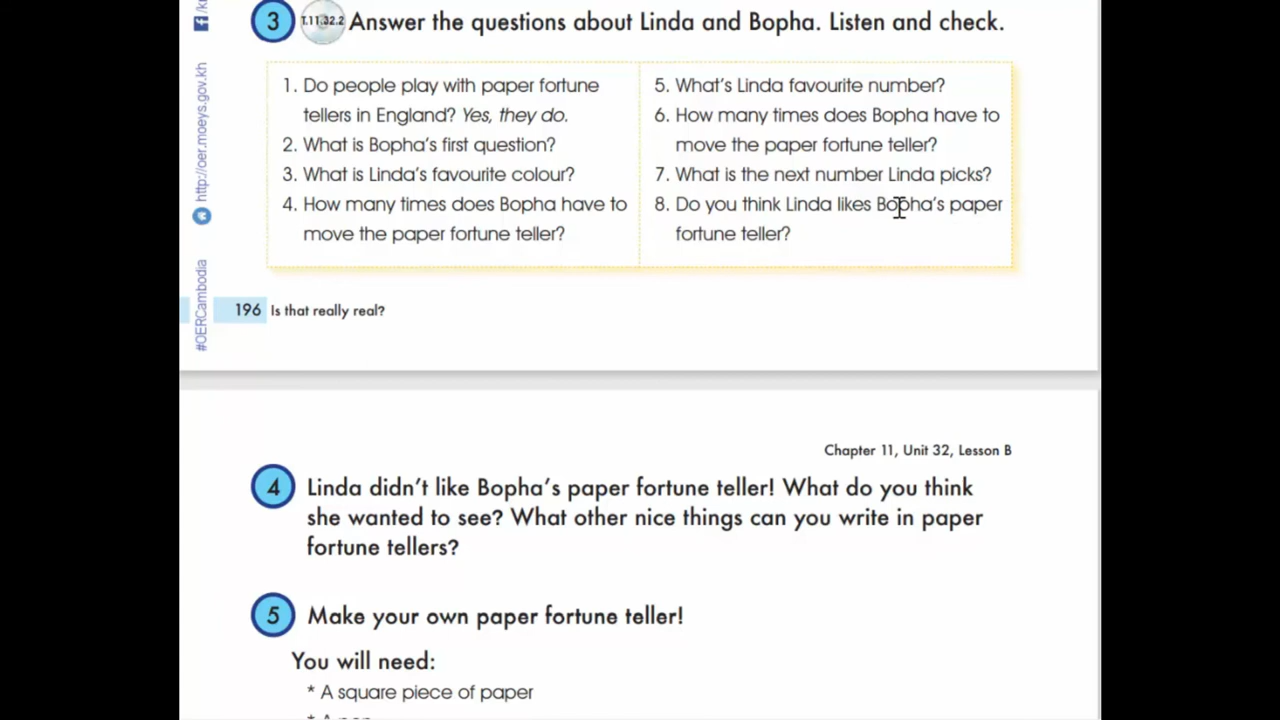 3 T.11.32.2 Answer the questions about Linda and Bopha. Listen and check.
1. Do people play with paper fortune
tellers in England? Yes, they do.
2. What is Bopha's first question?
3. What is Linda's favourite colour?
4. How many times does Bopha have to
move the paper fortune teller?
5. What's Linda favourite number?
6. How many times does Bopha have to
move the paper fortune teller?
7. What is the next number Linda picks?
8. Do you think Linda likes Bopha's paper
fortune teller?
196 Is that really real?
#OERCambodia
http://oer.moeys.gov.kh
Chapter 11, Unit 32, Lesson B
4 Linda didn't like Bopha's paper fortune teller! What do you think
she wanted to see? What other nice things can you write in paper
fortune tellers?
5 Make your own paper fortune teller!
You will need:
* A square piece of paper